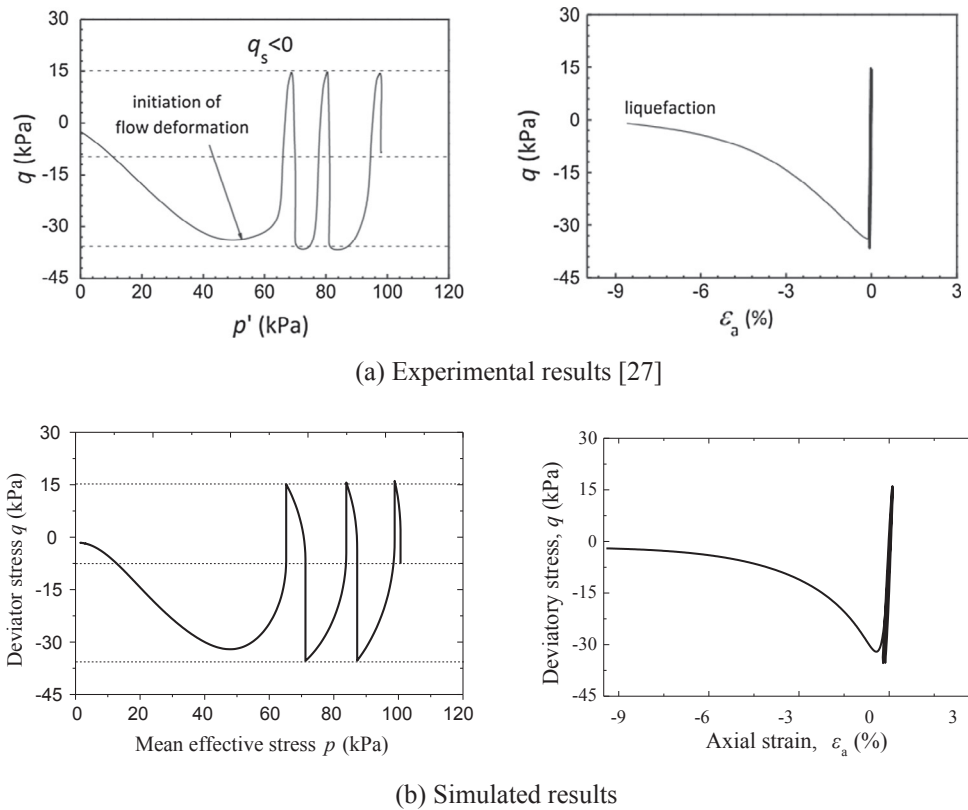 30
15
0
-15
-30
-45
q (kPa)
qs<0
initiation of
flow deformation
0 20 40 60 80 100 120
p' (kPa)
30
15
0
-15
-30
-45
q (kPa)
liquefaction
-9 -6 -3 0 3
εa (%)
(a) Experimental results [27]
30
15
0
-15
-30
-45
Deviator stress q (kPa)
0 20 40 60 80 100 120
Mean effective stress p (kPa)
30
15
0
-15
-30
-45
Deviatory stress, q (kPa)
-9 -6 -3 0 3
Axial strain, εa (%)
(b) Simulated results